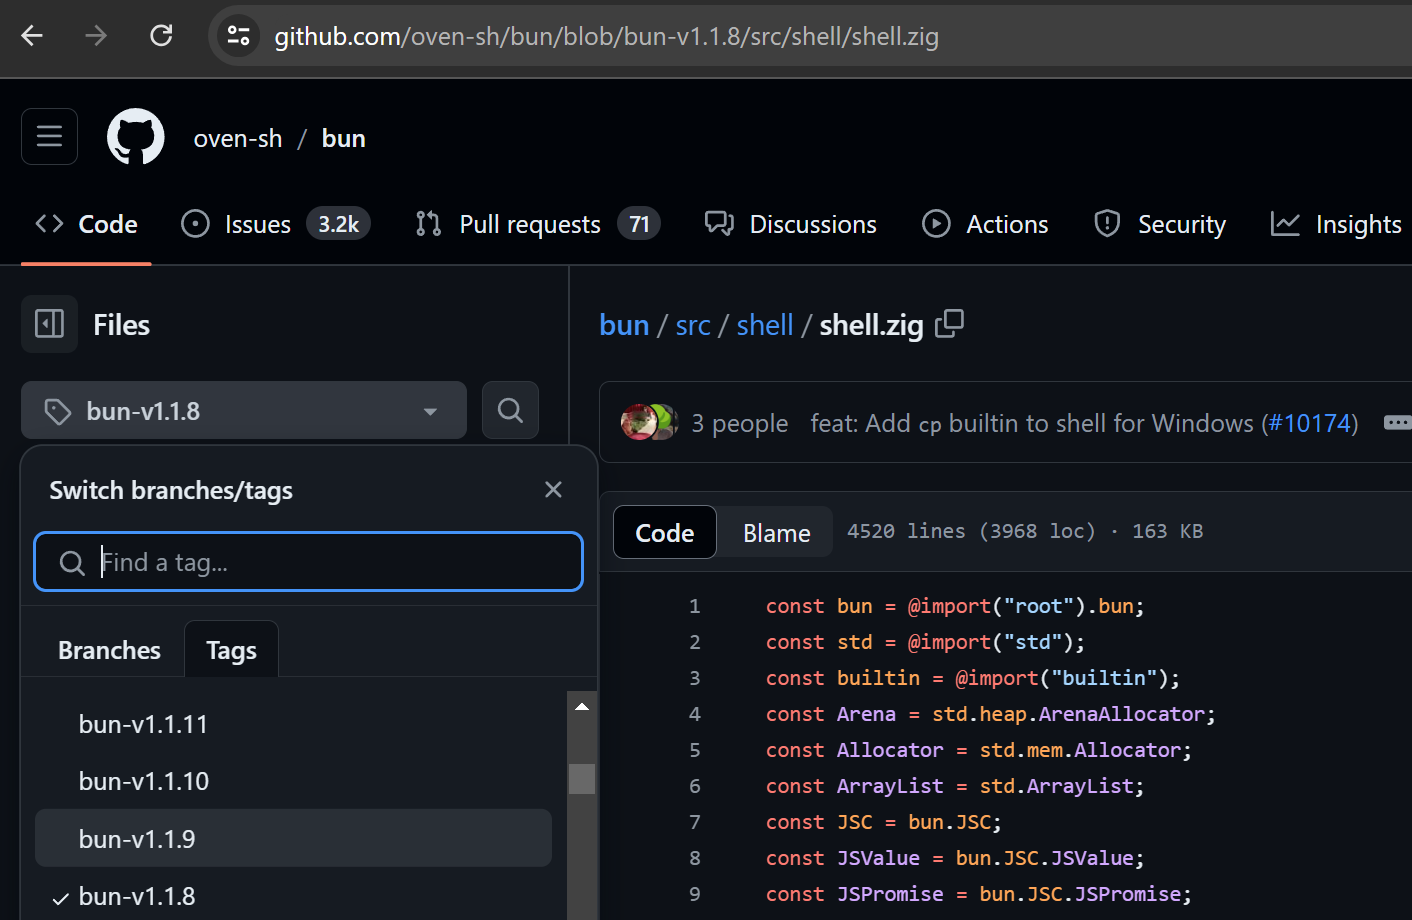 github.com/oven-sh/bun/blob/bun-v1.1.8/src/shell/shell.zig
oven-sh / bun
Code Issues 3.2k Pull requests 71 Discussions Actions Security Insights
Files
bun / src / shell / shell.zig
bun-v1.1.8
3 people feat: Add cp builtin to shell for Windows (#10174)
Switch branches/tags
Find a tag...
Branches Tags
bun-v1.1.11
bun-v1.1.10
bun-v1.1.9
bun-v1.1.8
Code Blame 4520 lines (3968 loc) · 163 KB
1 const bun = @import("root").bun;
2 const std = @import("std");
3 const builtin = @import("builtin");
4 const Arena = std.heap.ArenaAllocator;
5 const Allocator = std.mem.Allocator;
6 const ArrayList = std.ArrayList;
7 const JSC = bun.JSC;
8 const JSValue = bun.JSC.JSValue;
9 const JSPromise = bun.JSC.JSPromise;